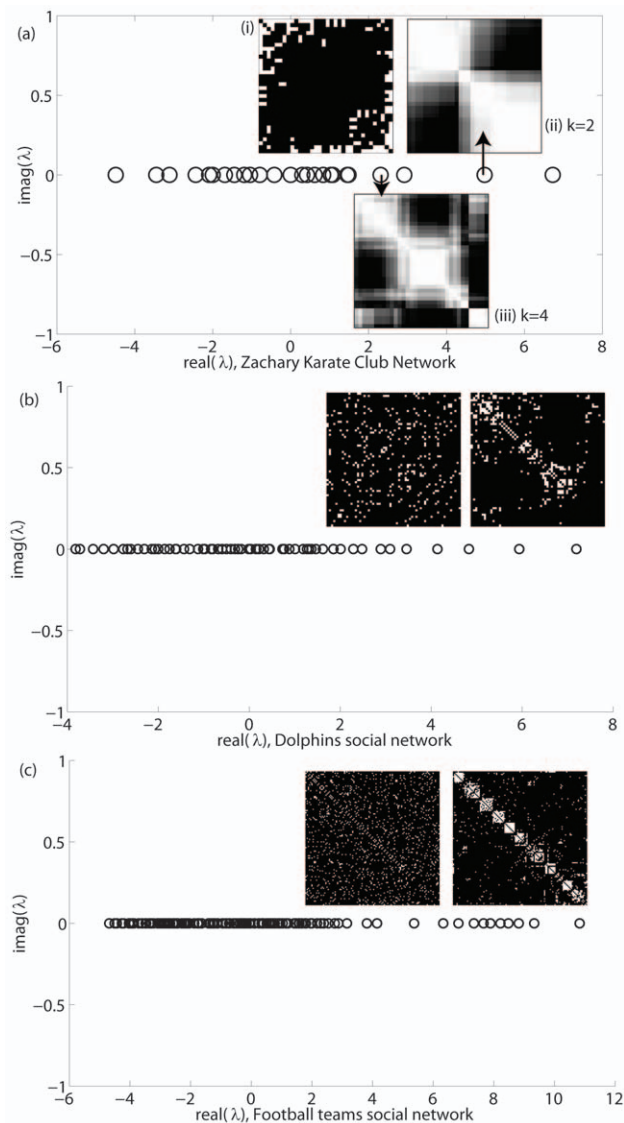 (a)
1
0.5
0
−0.5
−1
imag(λ)
(i)
(ii) k=2
(iii) k=4
−6 −4 −2 0 2 4 6 8
real(λ), Zachary Karate Club Network
(b)
1
0.5
0
−0.5
−1
imag(λ)
−4 −2 0 2 4 6 8
real(λ), Dolphins social network
(c)
1
0.5
0
−0.5
−1
imag(λ)
−6 −4 −2 0 2 4 6 8 10 12
real(λ), Football teams social network